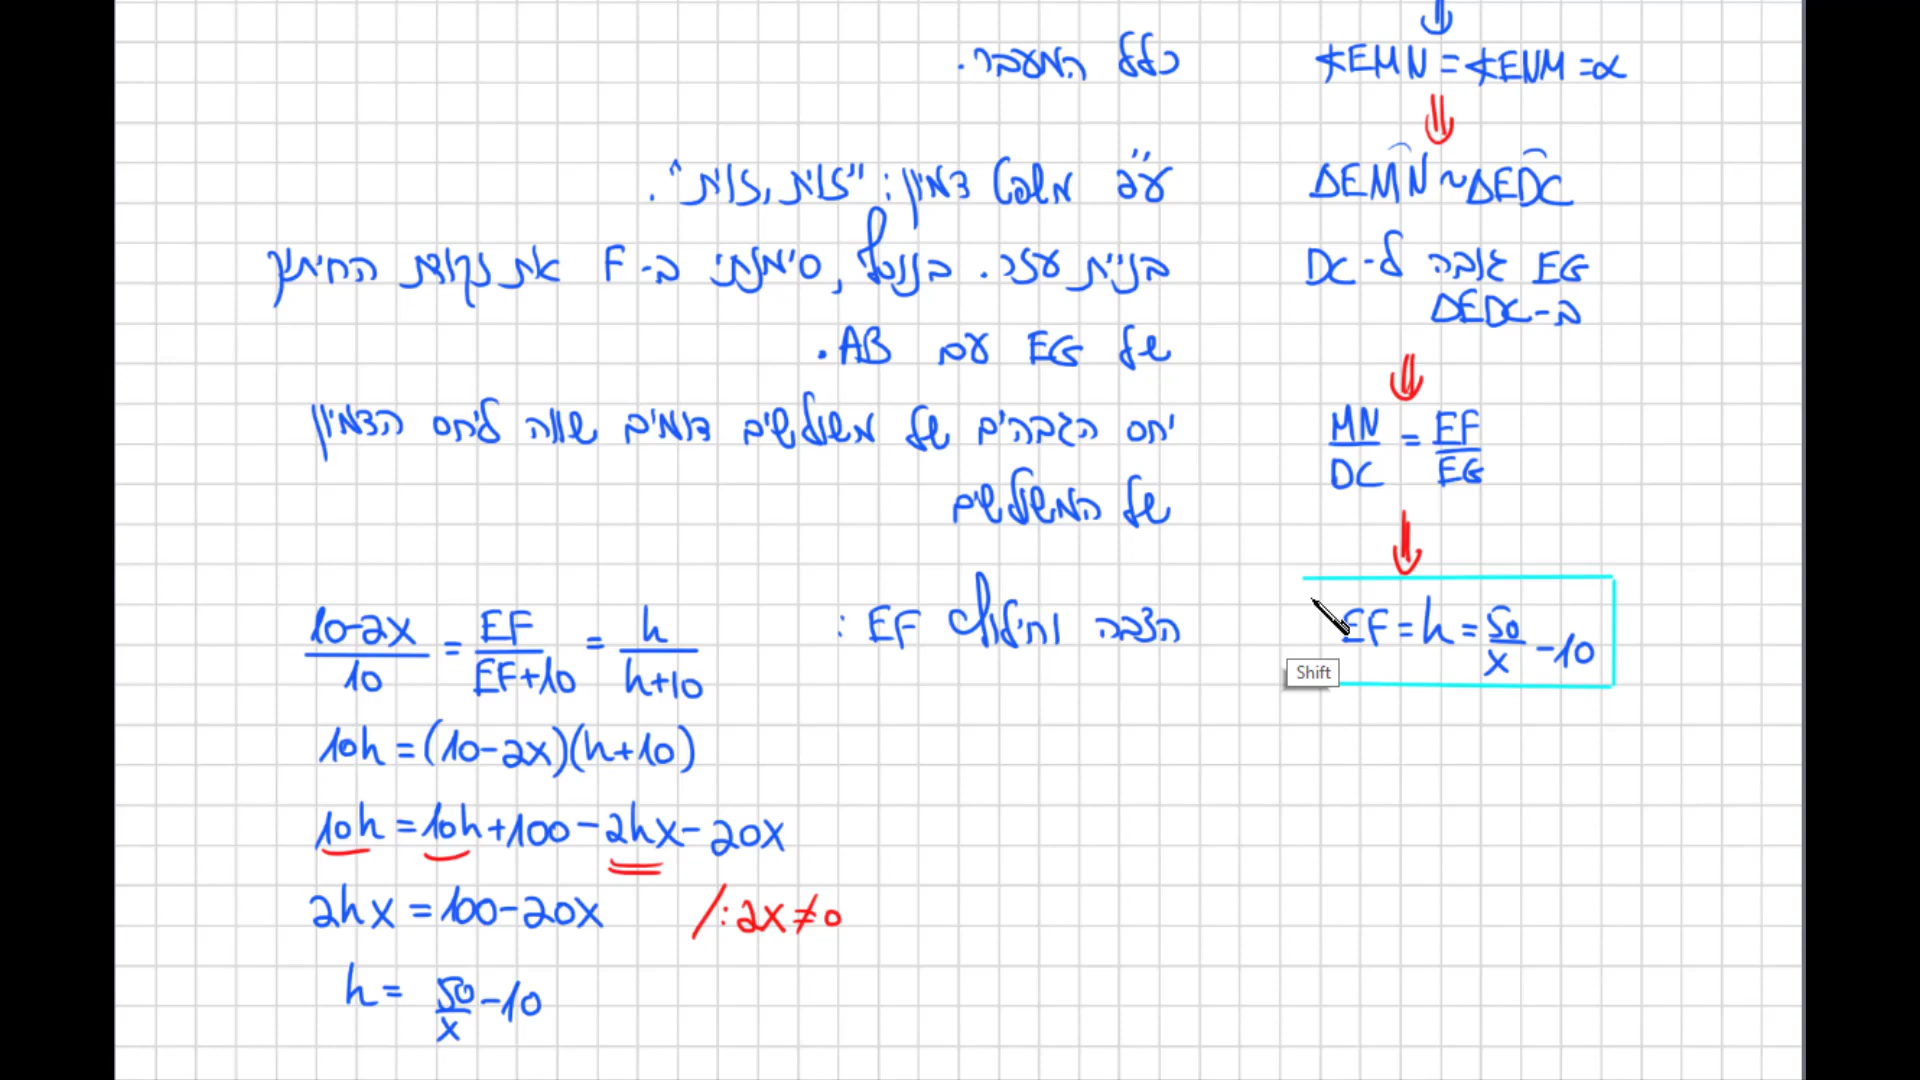 ∢EMN = ∢ENM = α
כלל המעבר.
ΔEMN ~ ΔEDC
ע"פ משפט דמיון: "זווית, זווית".
EG גובה ל-DC
ב-ΔEDC
בניית עזר. בנוסף, סימנתי ב-F את נקודת החיתוך
של EG עם AB.
MN/DC = EF/EG
יחס הגבהים של משולשים דומים שווה ליחס הדמיון
של המשולשים
EF = h = 50/x - 10
Shift
הצבה וחילוץ EF :
(10-2x)/10 = EF/(EF+10) = h/(h+10)
10h = (10-2x)(h+10)
10h = 10h + 100 - 2hx - 20x
2hx = 100 - 20x /: 2x ≠ 0
h = 50/x - 10